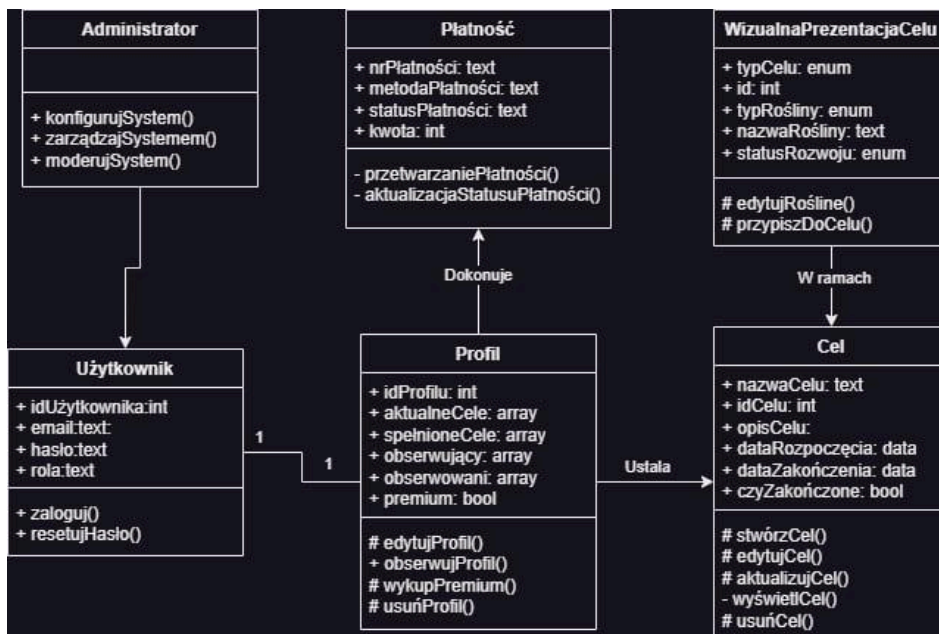 Administrator
+ konfigurujSystem()
+ zarządzajSystemem()
+ moderujSystem()
Płatność
+ nrPłatności: text
+ metodaPłatności: text
+ statusPłatności: text
+ kwota: int
- przetwarzaniePłatności()
- aktualizacjaStatusuPłatności()
WizualnaPrezentacjaCelu
+ typCelu: enum
+ id: int
+ typRośliny: enum
+ nazwaRośliny: text
+ statusRozwoju: enum
# edytujRośline()
# przypiszDoCelu()
Dokonuje
W ramach
Użytkownik
+ idUżytkownika:int
+ email:text:
+ hasło:text
+ rola:text
+ zaloguj()
+ resetujHasło()
1
1
Profil
+ idProfilu: int
+ aktualneCele: array
+ spełnioneCele: array
+ obserwujący: array
+ obserwowani: array
+ premium: bool
# edytujProfil()
+ obserwujProfil()
# wykupPremium()
# usuńProfil()
Ustala
Cel
+ nazwaCelu: text
+ idCelu: int
+ opisCelu:
+ dataRozpoczęcia: data
+ dataZakończenia: data
+ czyZakończone: bool
# stwórzCel()
# edytujCel()
# aktualizujCel()
- wyświetlCel()
# usuńCel()